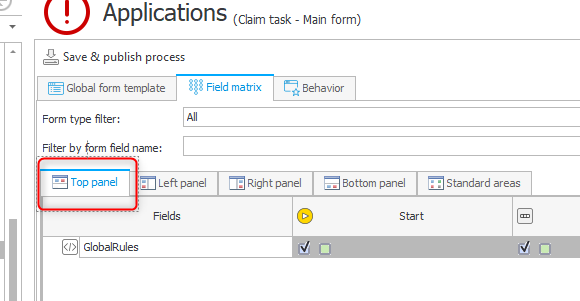 Applications (Claim task - Main form)
Save & publish process
Global form template Field matrix Behavior
Form type filter: All
Filter by form field name:
Top panel Left panel Right panel Bottom panel Standard areas
Fields Start
GlobalRules